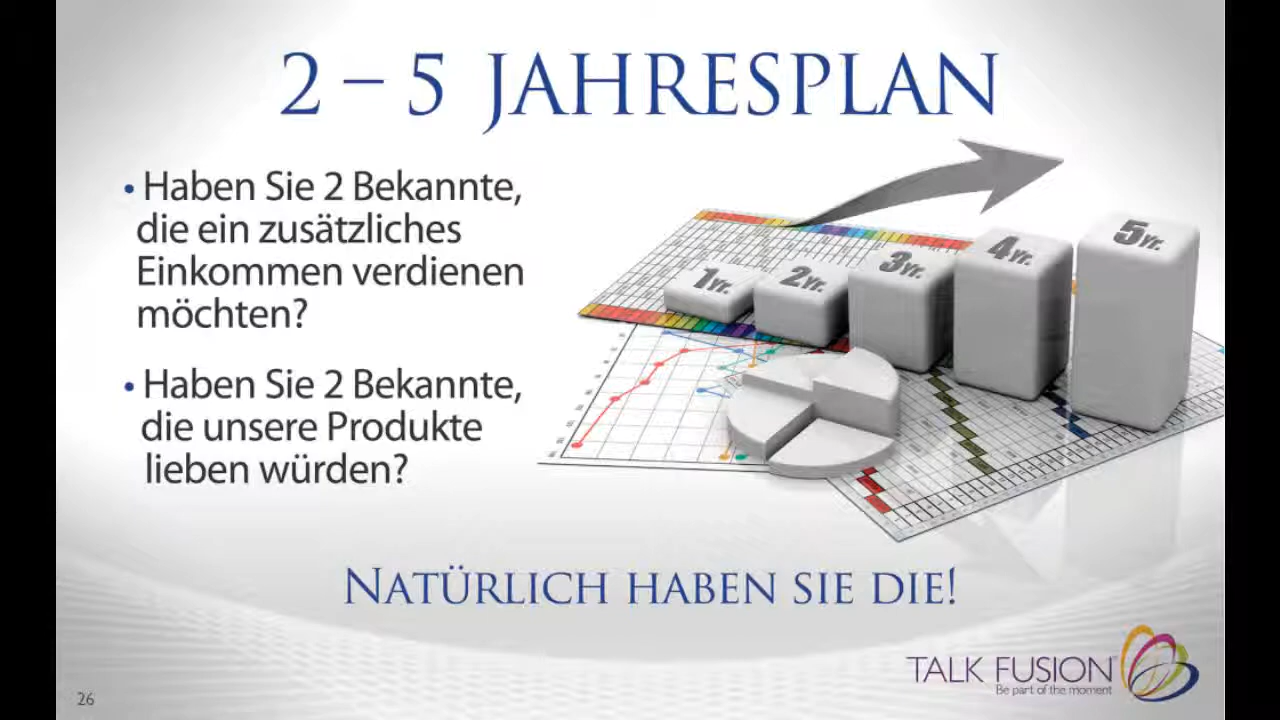 2 – 5 JAHRESPLAN
• Haben Sie 2 Bekannte,
die ein zusätzliches
Einkommen verdienen
möchten?
• Haben Sie 2 Bekannte,
die unsere Produkte
lieben würden?
1yr.
2yr.
3yr.
4yr.
5yr.
NATÜRLICH HABEN SIE DIE!
TALK FUSION
Be part of the moment
26